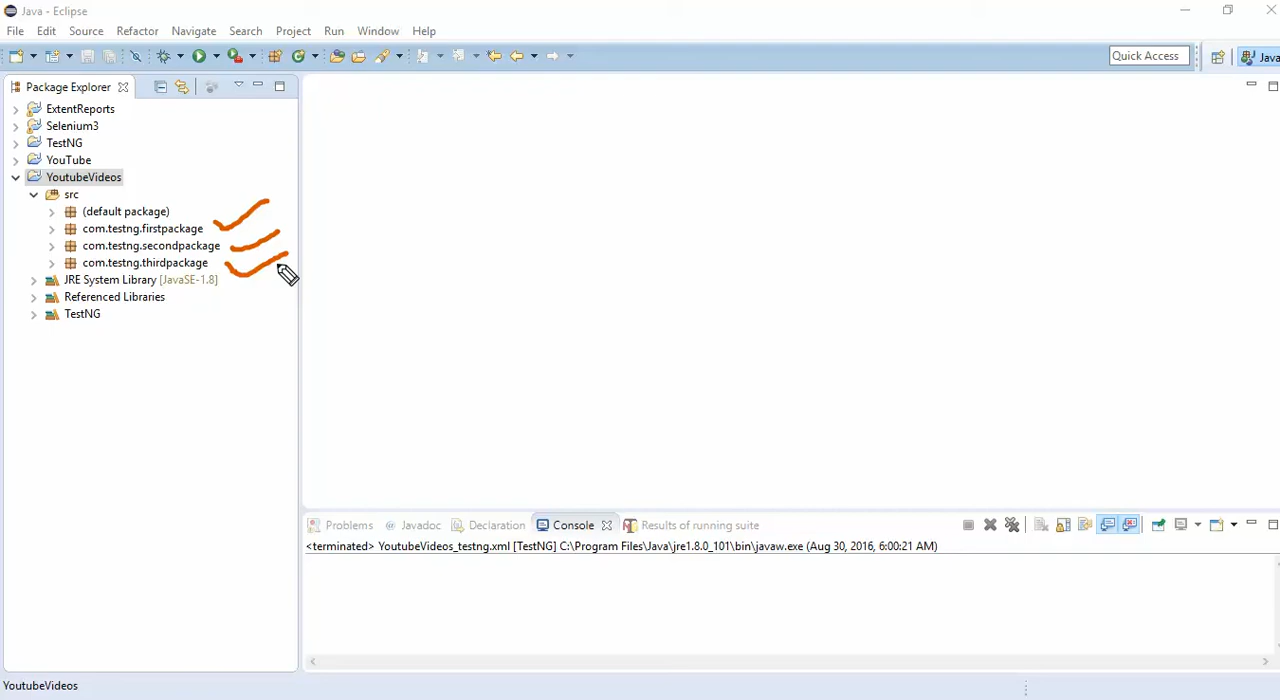 Java - Eclipse
File Edit Source Refactor Navigate Search Project Run Window Help
Quick Access
Java
Package Explorer
ExtentReports
Selenium3
TestNG
YouTube
YoutubeVideos
src
(default package)
com.testng.firstpackage
com.testng.secondpackage
com.testng.thirdpackage
JRE System Library [JavaSE-1.8]
Referenced Libraries
TestNG
Problems @ Javadoc Declaration Console Results of running suite
<terminated> YoutubeVideos_testng.xml [TestNG] C:\Program Files\Java\jre1.8.0_101\bin\javaw.exe (Aug 30, 2016, 6:00:21 AM)
YoutubeVideos